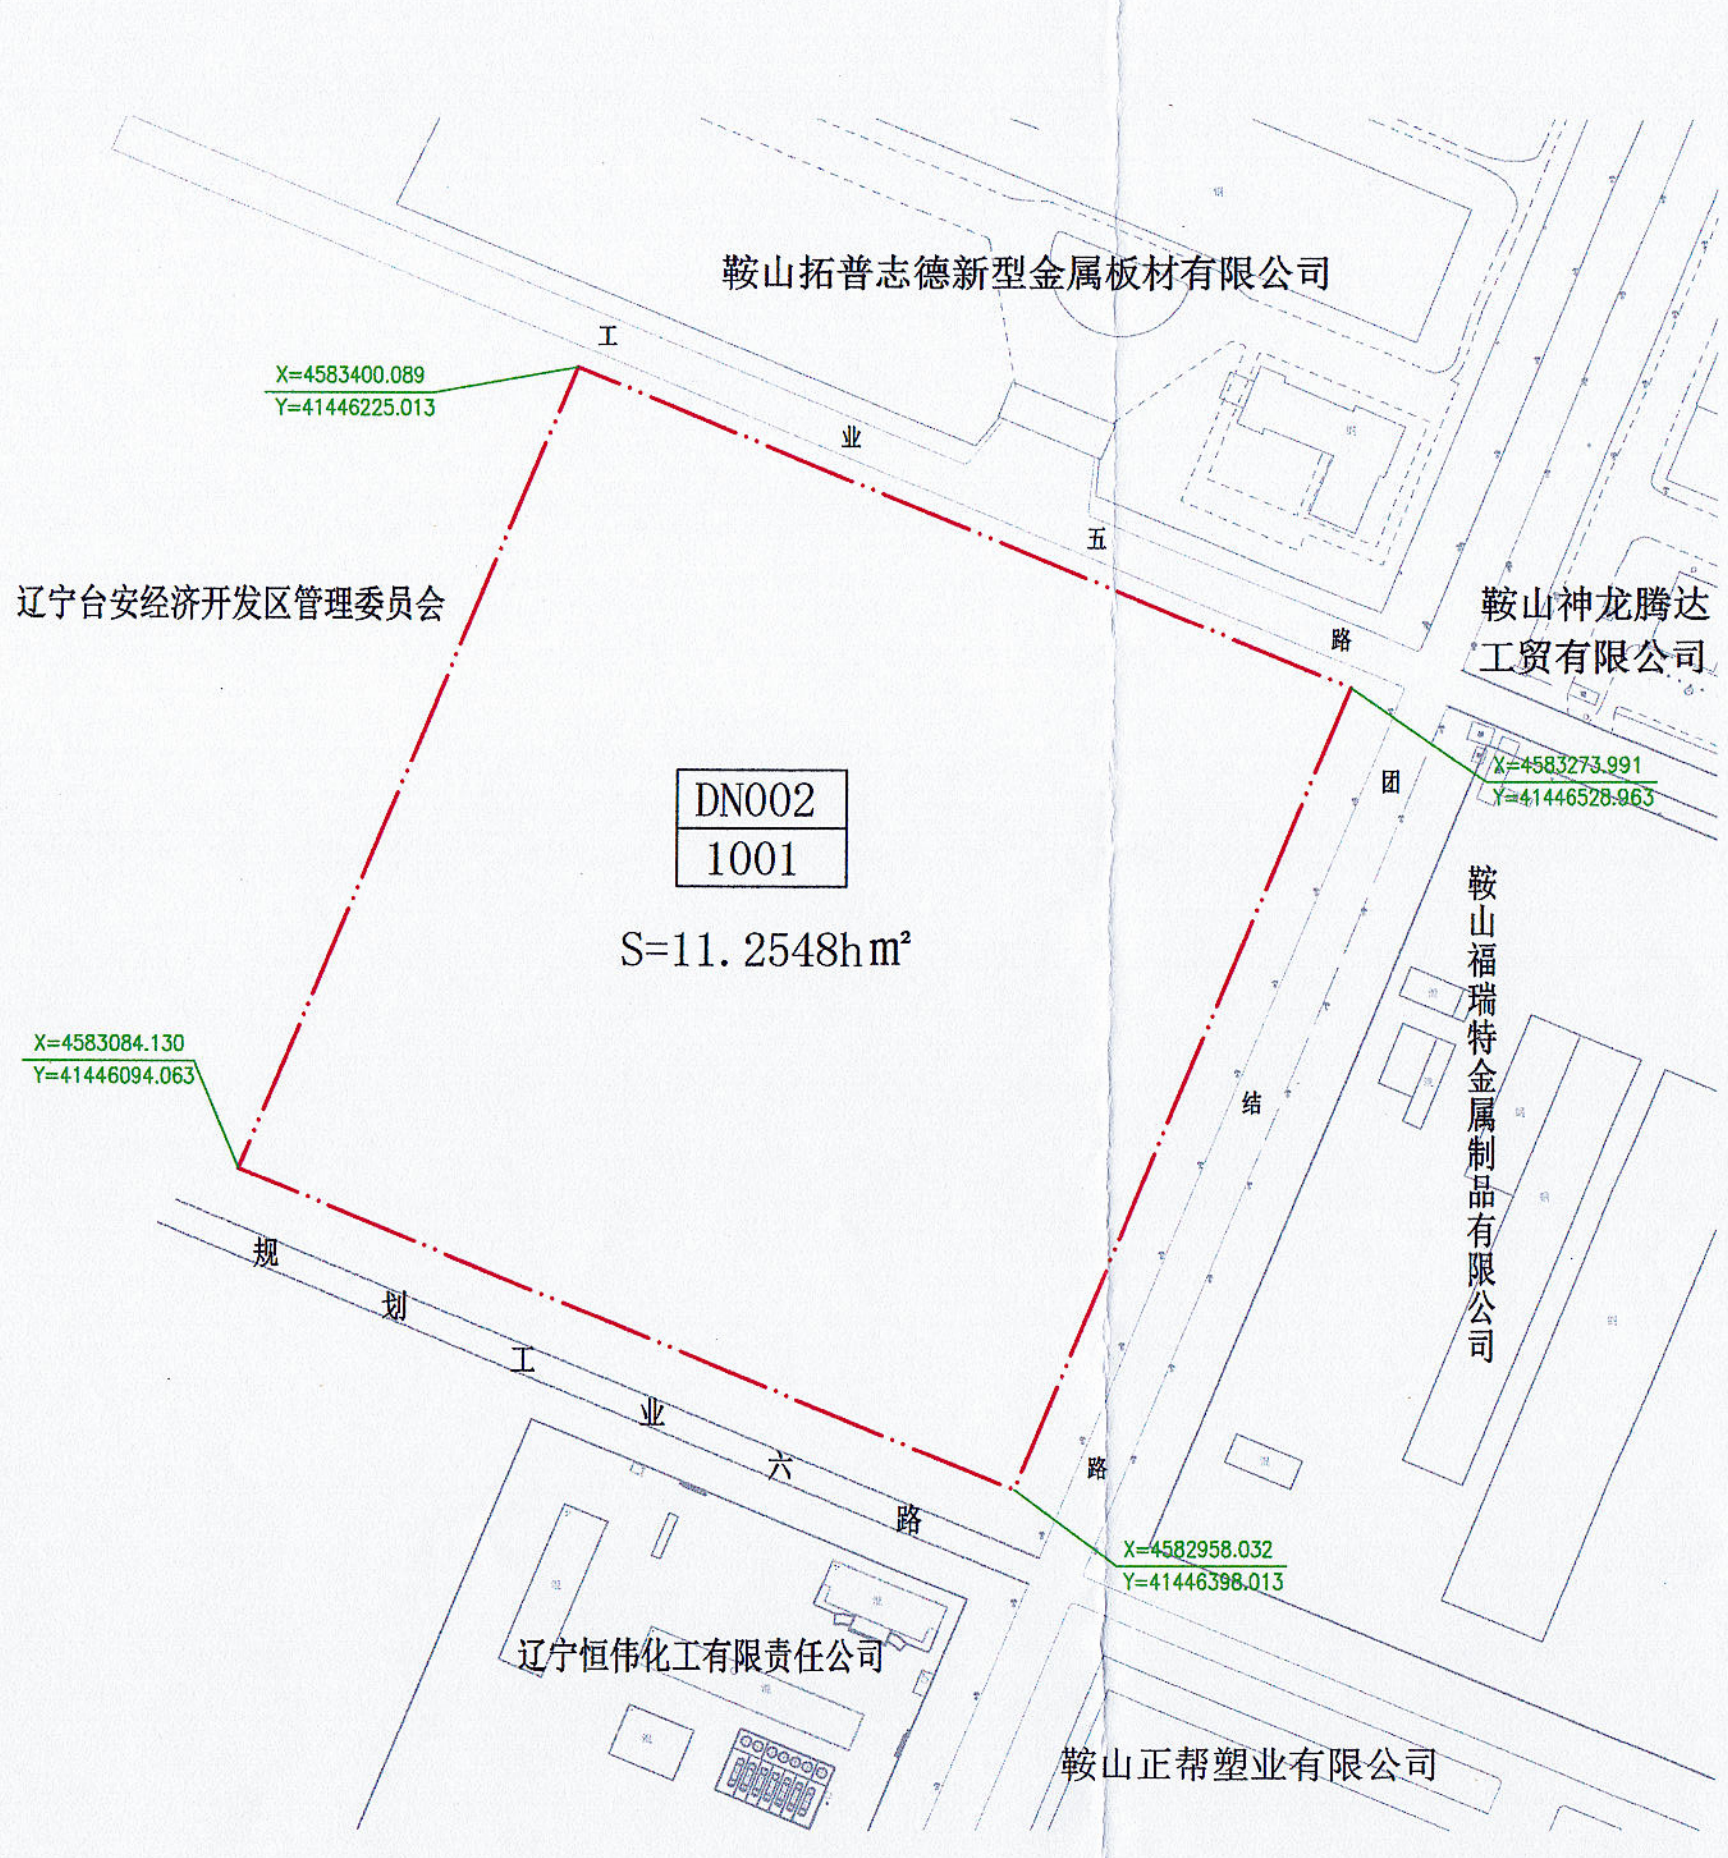 鞍山拓普志德新型金属板材有限公司
工业五路
X=4583400.089
Y=41446225.013
辽宁台安经济开发区管理委员会
鞍山神龙腾达
工贸有限公司
X=4583273.991
Y=41446528.963
团结路
DN002
1001
S=11.2548hm²
鞍山福瑞特金属制品有限公司
X=4583084.130
Y=41446094.063
规划工业六路
X=4582958.032
Y=41446398.013
辽宁恒伟化工有限责任公司
鞍山正帮塑业有限公司